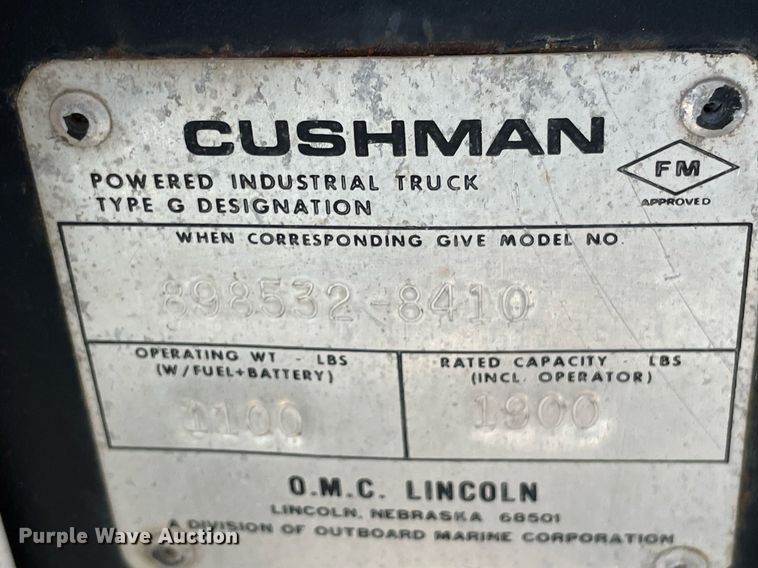 CUSHMAN
POWERED INDUSTRIAL TRUCK
TYPE G DESIGNATION
FM
APPROVED
WHEN CORRESPONDING GIVE MODEL NO.
898532-8410
OPERATING WT - LBS
(W/FUEL+BATTERY)
1100
RATED CAPACITY - LBS
(INCL. OPERATOR)
1900
O.M.C. LINCOLN
LINCOLN, NEBRASKA 68501
A DIVISION OF OUTBOARD MARINE CORPORATION
Purple Wave Auction